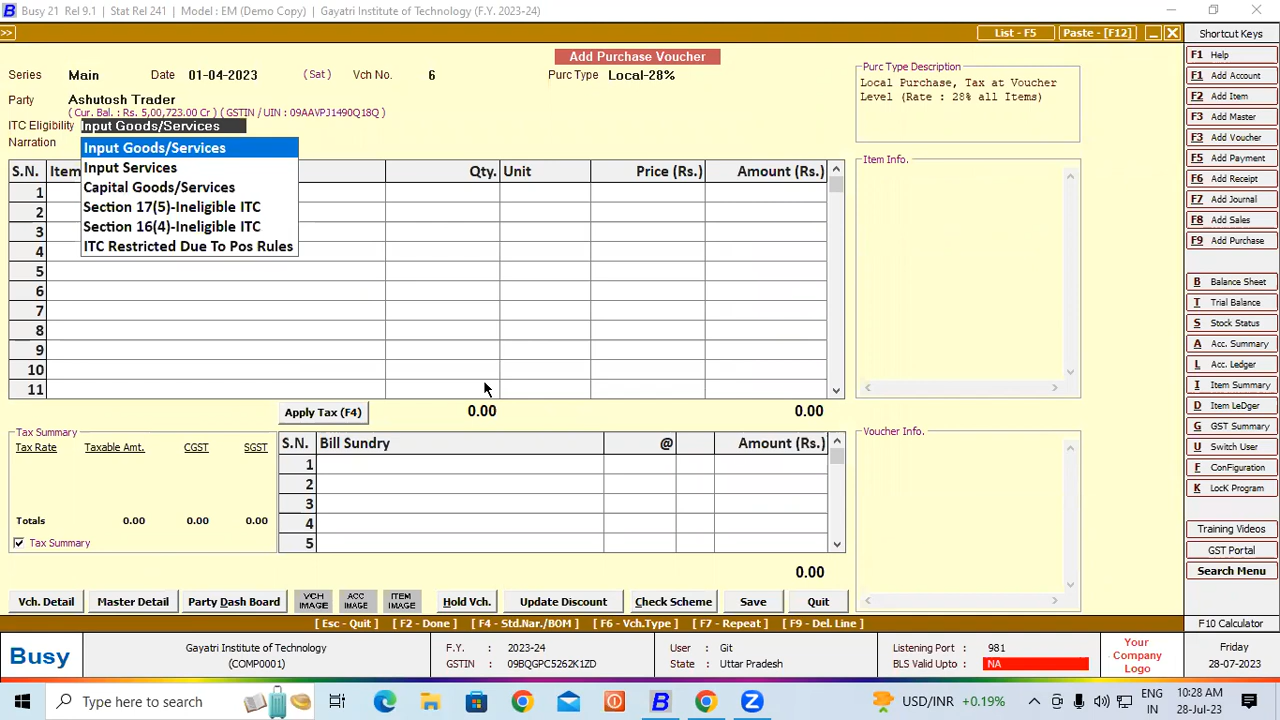 Busy 21 Rel 9.1 | Stat Rel 241 | Model : EM (Demo Copy) | Gayatri Institute of Technology (F.Y. 2023-24)
>> List - F5 Paste - [F12]
Add Purchase Voucher
Series Main Date 01-04-2023 (Sat) Vch No. 6 Purc Type Local-28%
Party Ashutosh Trader
( Cur. Bal. : Rs. 5,00,723.00 Cr ) ( GSTIN / UIN : 09AAVPJ1490Q18Q )
ITC Eligibility Input Goods/Services
Narration
Input Goods/Services
Input Services
Capital Goods/Services
Section 17(5)-Ineligible ITC
Section 16(4)-Ineligible ITC
ITC Restricted Due To Pos Rules
S.N. Item Qty. Unit Price (Rs.) Amount (Rs.)
1
2
3
4
5
6
7
8
9
10
11
Apply Tax (F4) 0.00 0.00
Purc Type Description
Local Purchase, Tax at Voucher
Level (Rate : 28% all Items)
Item Info.
Tax Summary
Tax Rate Taxable Amt. CGST SGST
Totals 0.00 0.00 0.00
Tax Summary
S.N. Bill Sundry @ Amount (Rs.)
1
2
3
4
5
0.00
Voucher Info.
Vch. Detail Master Detail Party Dash Board VCH IMAGE ACC IMAGE ITEM IMAGE Hold Vch. Update Discount Check Scheme Save Quit
[ Esc - Quit ] [ F2 - Done ] [ F4 - Std.Nar./BOM ] [ F6 - Vch.Type ] [ F7 - Repeat ] [ F9 - Del. Line ]
Shortcut Keys
F1 Help
F1 Add Account
F2 Add Item
F3 Add Master
F3 Add Voucher
F5 Add Payment
F6 Add Receipt
F7 Add Journal
F8 Add Sales
F9 Add Purchase
B Balance Sheet
T Trial Balance
S Stock Status
A Acc. Summary
L Acc. Ledger
I Item Summary
D Item LeDger
G GST Summary
U Switch User
F ConFiguration
K LocK Program
Training Videos
GST Portal
Search Menu
F10 Calculator
Busy
Gayatri Institute of Technology
(COMP0001)
F.Y. : 2023-24
GSTIN : 09BQGPC5262K1ZD
User : Git
State : Uttar Pradesh
Listening Port : 981
BLS Valid Upto : NA
Your
Company
Logo
Friday
28-07-2023
Type here to search
USD/INR +0.19%
ENG
IN
10:28 AM
28-Jul-23